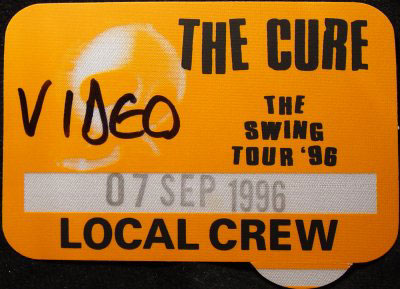 THE CURE
VIDEO
THE
SWING
TOUR '96
07 SEP 1996
LOCAL CREW